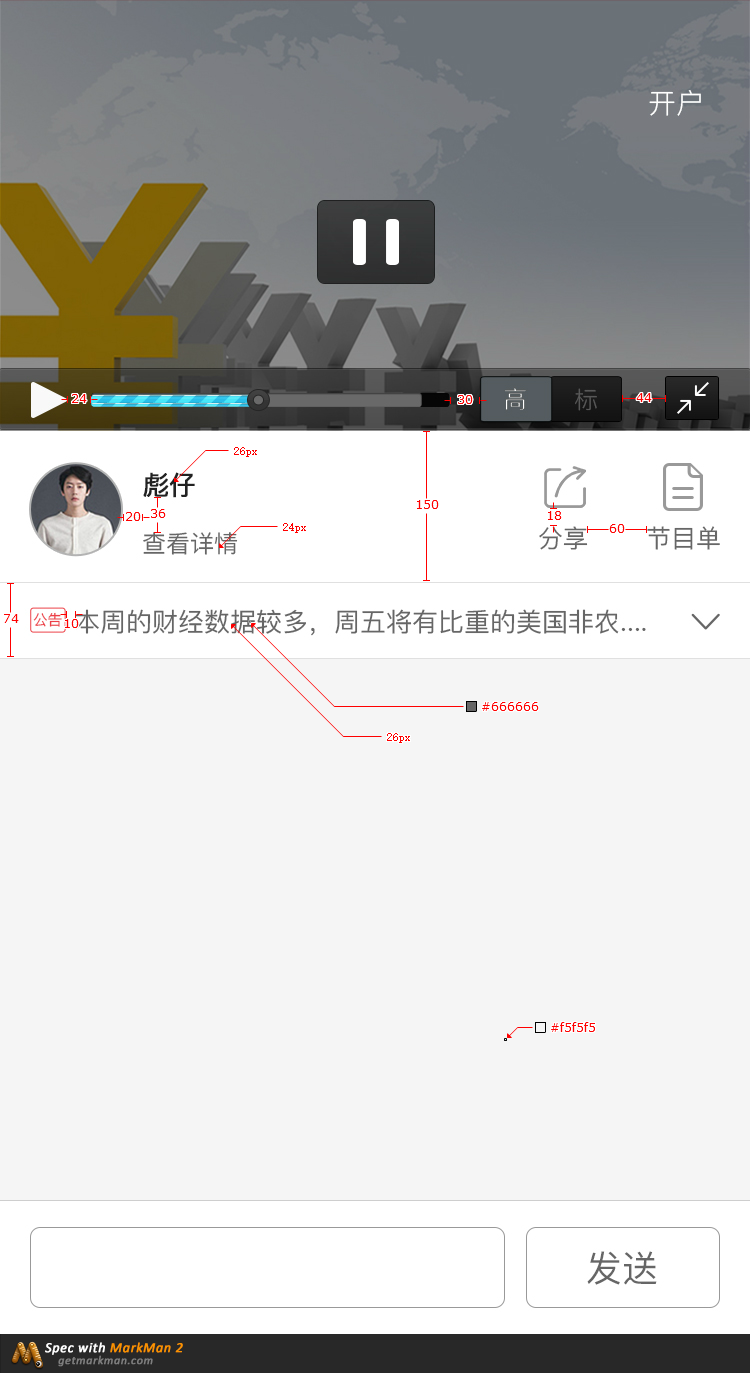 开户
24
30
高
标
44
26px
彪仔
20
36
24px
查看详情
150
18
分享
60
节目单
74
公告
10
本周的财经数据较多，周五将有比重的美国非农....
#666666
26px
#f5f5f5
发送
Spec with MarkMan 2
getmarkman.com